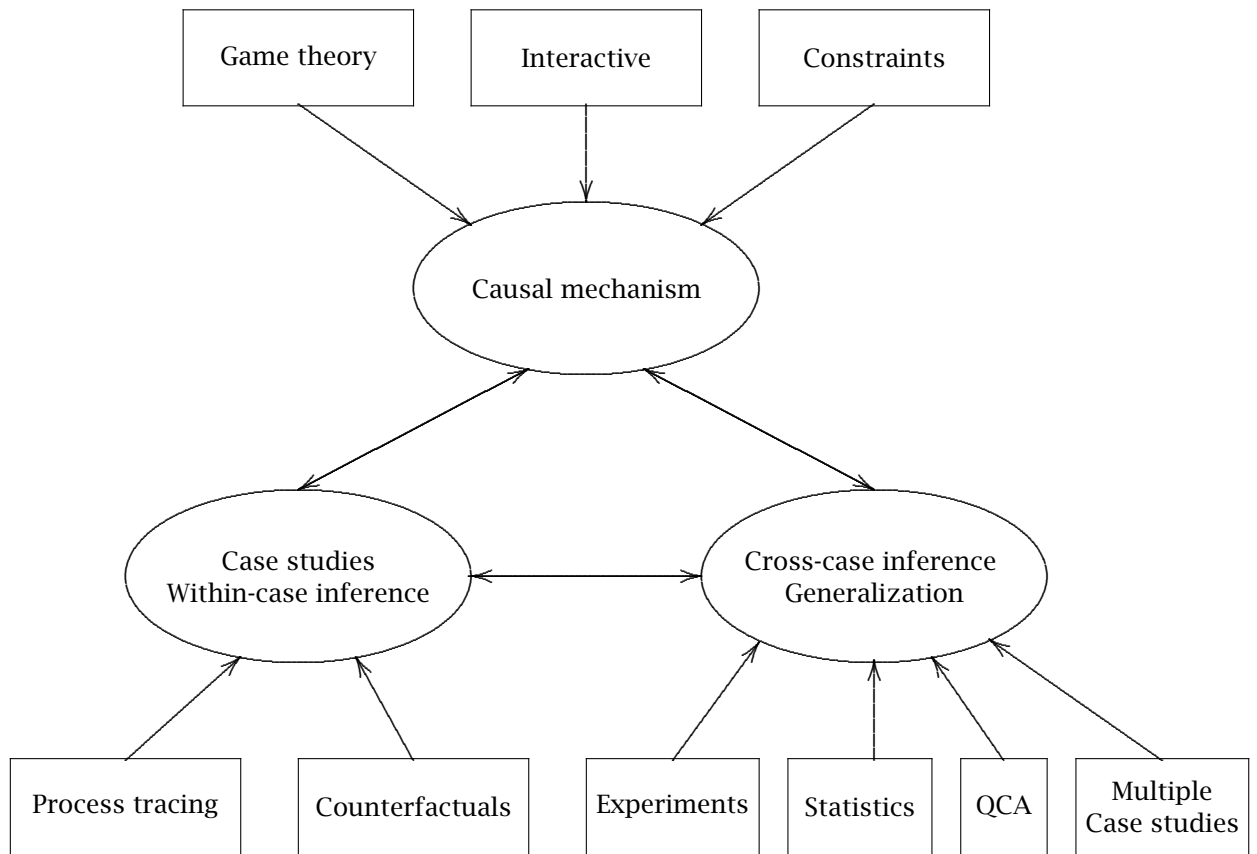 Game theory
Interactive
Constraints
Causal mechanism
Case studies
Within-case inference
Cross-case inference
Generalization
Process tracing
Counterfactuals
Experiments
Statistics
QCA
Multiple
Case studies